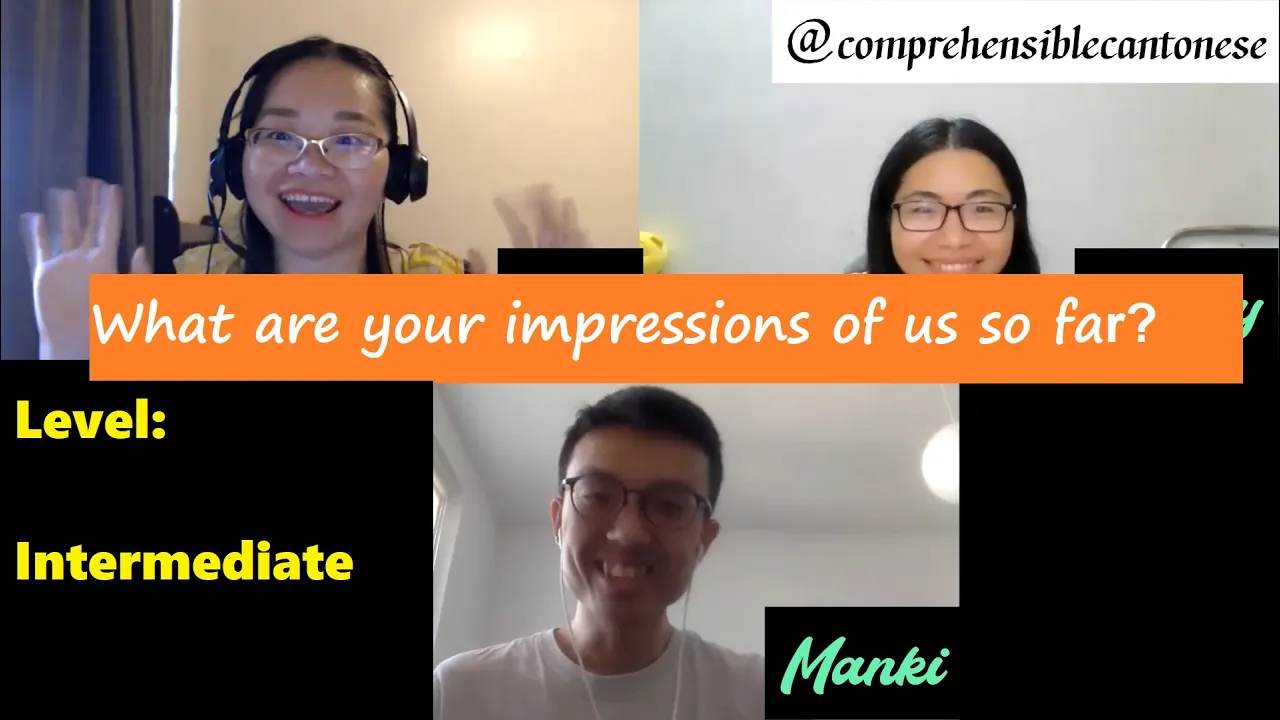 @comprehensiblecantonese
What are your impressions of us so far?
Level:
Intermediate
Manki